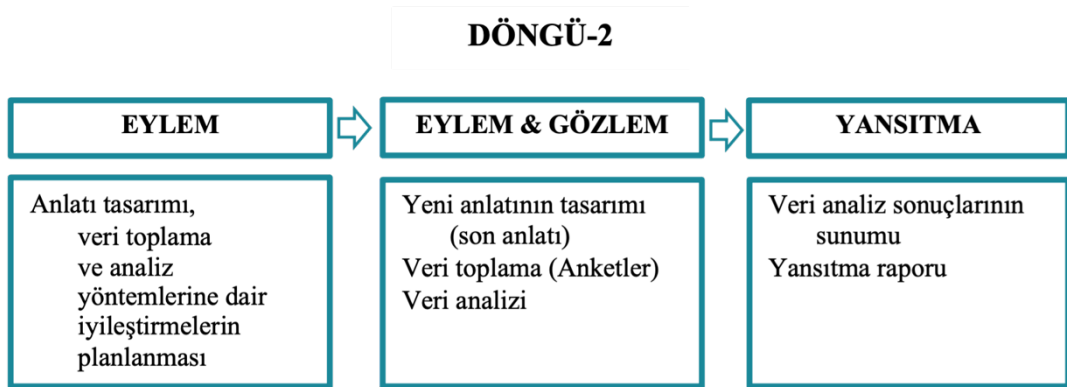 DÖNGÜ-2
EYLEM
EYLEM & GÖZLEM
YANSITMA
Anlatı tasarımı,
veri toplama
ve analiz
yöntemlerine dair
iyileştirmelerin
planlanması
Yeni anlatının tasarımı
(son anlatı)
Veri toplama (Anketler)
Veri analizi
Veri analiz sonuçlarının
sunumu
Yansıtma raporu